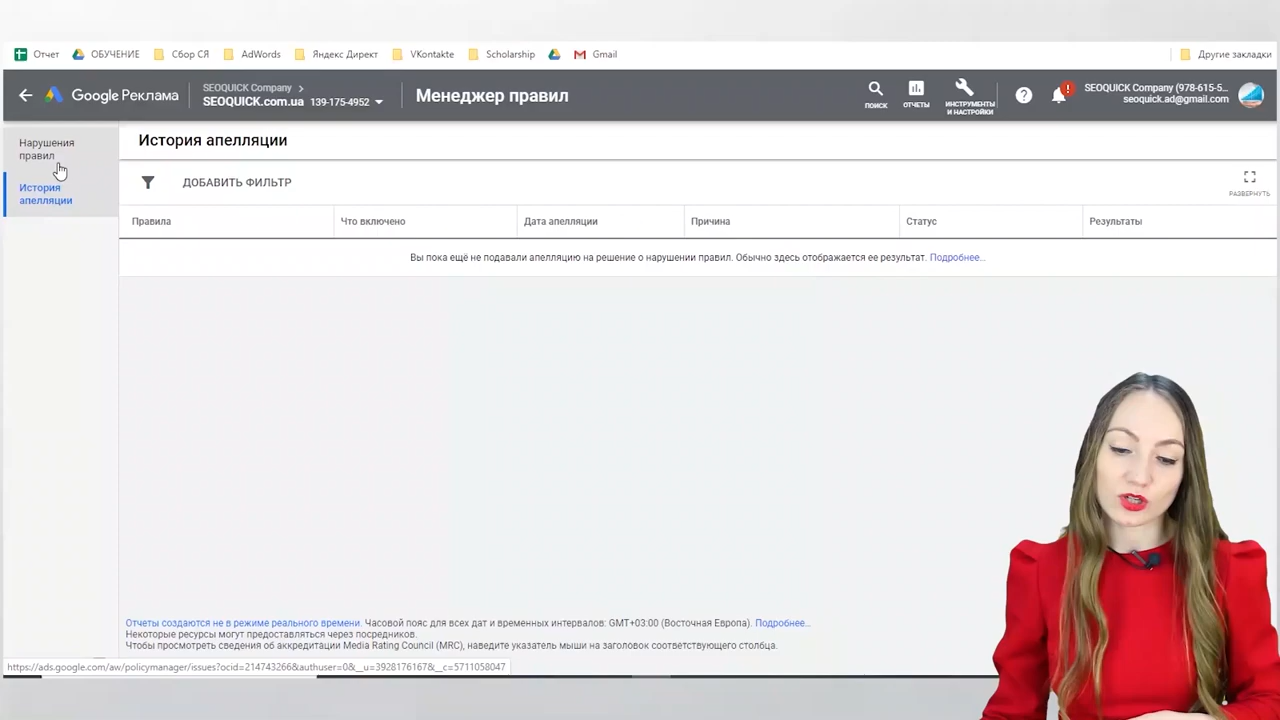 Отчет ОБУЧЕНИЕ Сбор СЯ AdWords Яндекс Директ VKontakte Scholarship Gmail Другие закладки
Google Реклама
SEOQUICK Company
SEOQUICK.com.ua 139-175-4952
Менеджер правил
ПОИСК
ОТЧЕТЫ
ИНСТРУМЕНТЫ
И НАСТРОЙКИ
?
!
SEOQUICK Company (978-615-5...
seoquick.ad@gmail.com
Нарушения
правил
История
апелляции
История апелляции
ДОБАВИТЬ ФИЛЬТР
РАЗВЕРНУТЬ
Правила Что включено Дата апелляции Причина Статус Результаты
Вы пока ещё не подавали апелляцию на решение о нарушении правил. Обычно здесь отображается ее результат. Подробнее...
Отчеты создаются не в режиме реального времени. Часовой пояс для всех дат и временных интервалов: GMT+03:00 (Восточная Европа). Подробнее...
Некоторые ресурсы могут предоставляться через посредников.
Чтобы просмотреть сведения об аккредитации Media Rating Council (MRC), наведите указатель мыши на заголовок соответствующего столбца.
https://ads.google.com/aw/policymanager/issues?ocid=214743266&authuser=0&__u=3928176167&__c=5711058047